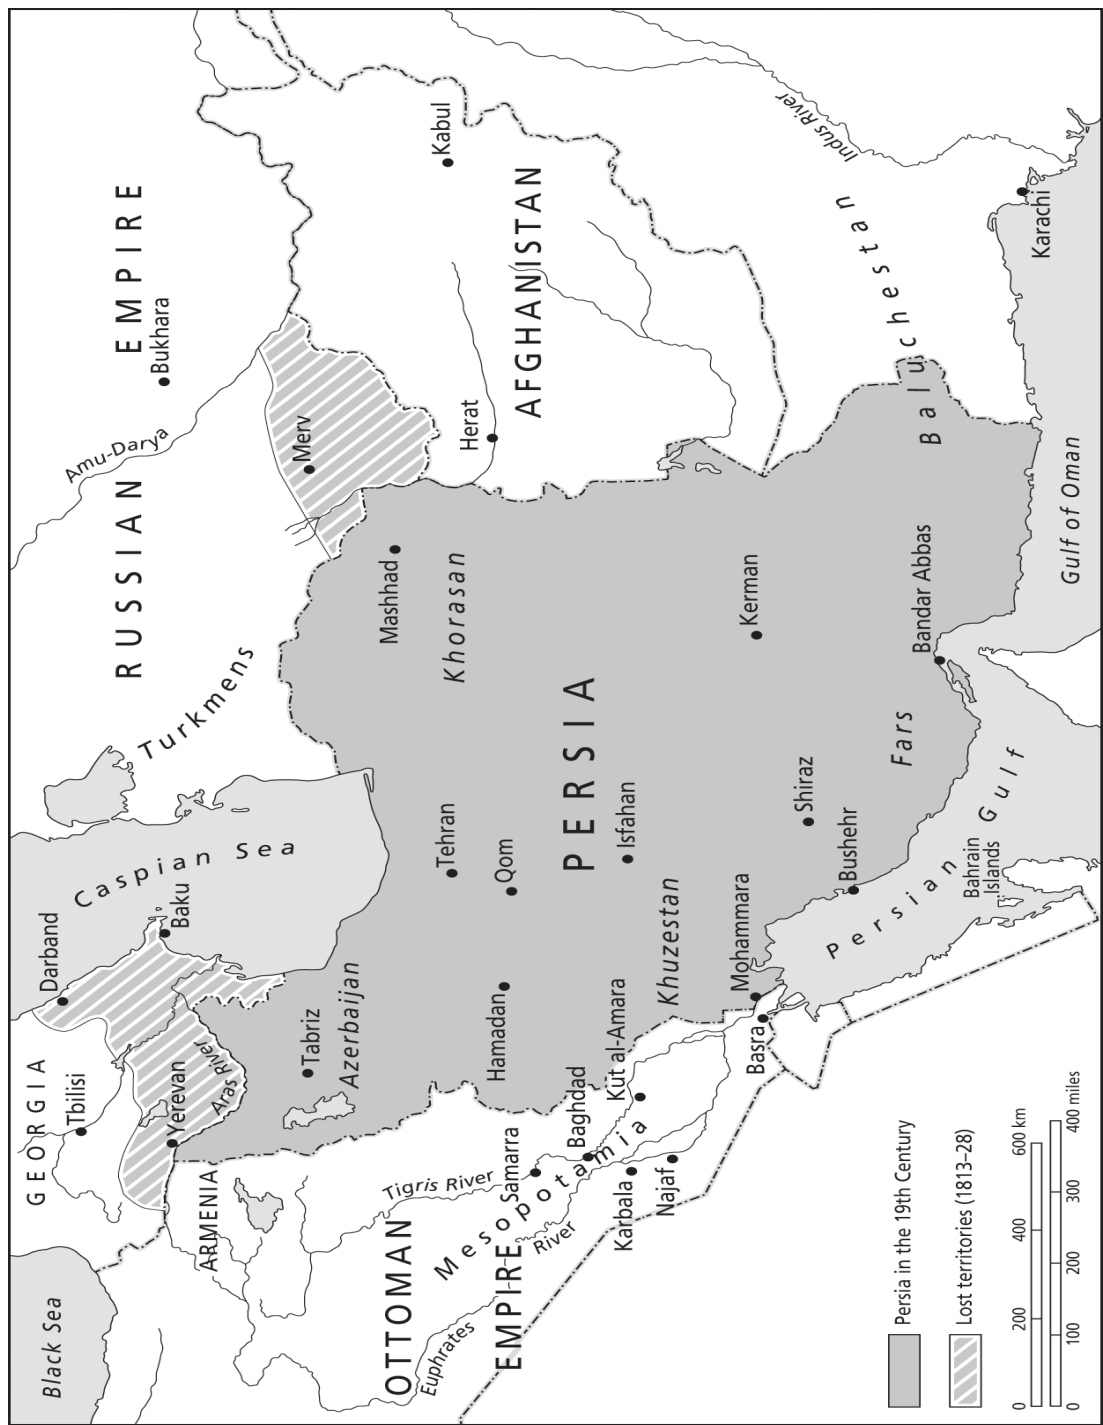 Black Sea
GEORGIA
Tbilisi
Darband
Caspian Sea
Baku
Yerevan
Aras River
ARMENIA
Turkmens
RUSSIAN EMPIRE
Amu-Darya
Bukhara
Merv
Tabriz
Azerbaijan
OTTOMAN
EMPIRE
Tigris River
Euphrates
River
Mesopotamia
Samarra
Baghdad
Karbala
Najaf
Kut al-Amara
Hamadan
Tehran
Qom
Mashhad
Khorasan
Herat
Kabul
AFGHANISTAN
PERSIA
Isfahan
Khuzestan
Mohammara
Basra
Kerman
Shiraz
Bushehr
Fars
Bandar Abbas
Baluchestan
Indus River
Karachi
Persian Gulf
Bahrain
Islands
Gulf of Oman
Persia in the 19th Century
Lost territories (1813–28)
0 200 400 600 km
0 100 200 300 400 miles